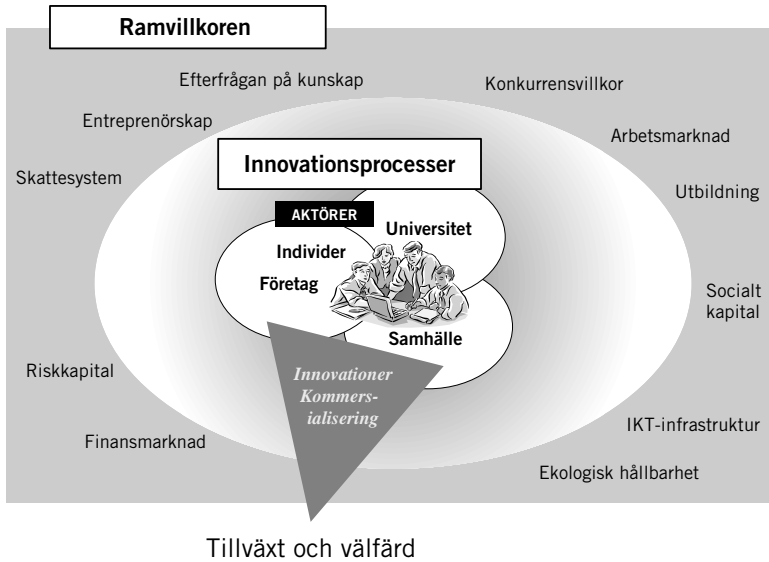 Ramvillkoren
Efterfrågan på kunskap
Konkurrensvillkor
Entreprenörskap
Arbetsmarknad
Innovationsprocesser
Skattesystem
Utbildning
AKTÖRER
Universitet
Individer
Företag
Socialt
kapital
Samhälle
Riskkapital
Innovationer
Kommers-
ialisering
IKT-infrastruktur
Finansmarknad
Ekologisk hållbarhet
Tillväxt och välfärd